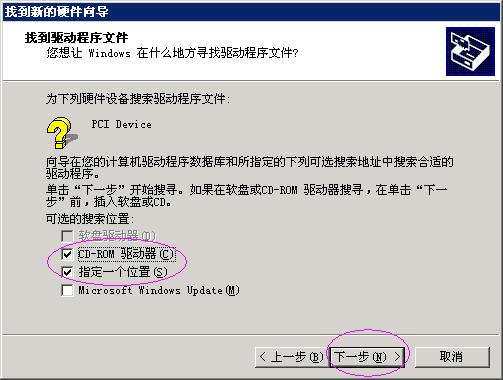 找到新的硬件向导
找到驱动程序文件
您想让 Windows 在什么地方寻找驱动程序文件?
为下列硬件设备搜索驱动程序文件:
PCI Device
向导在您的计算机驱动程序数据库和所指定的下列可选搜索地址中搜索合适的
驱动程序。
单击“下一步”开始搜寻。如果在软盘或CD-ROM 驱动器搜寻，在单击“下一
步”前，插入软盘或CD。
可选的搜索位置:
软盘驱动器(D)
CD-ROM 驱动器(C)
指定一个位置(S)
Microsoft Windows Update(M)
< 上一步(B) 下一步(N) > 取消